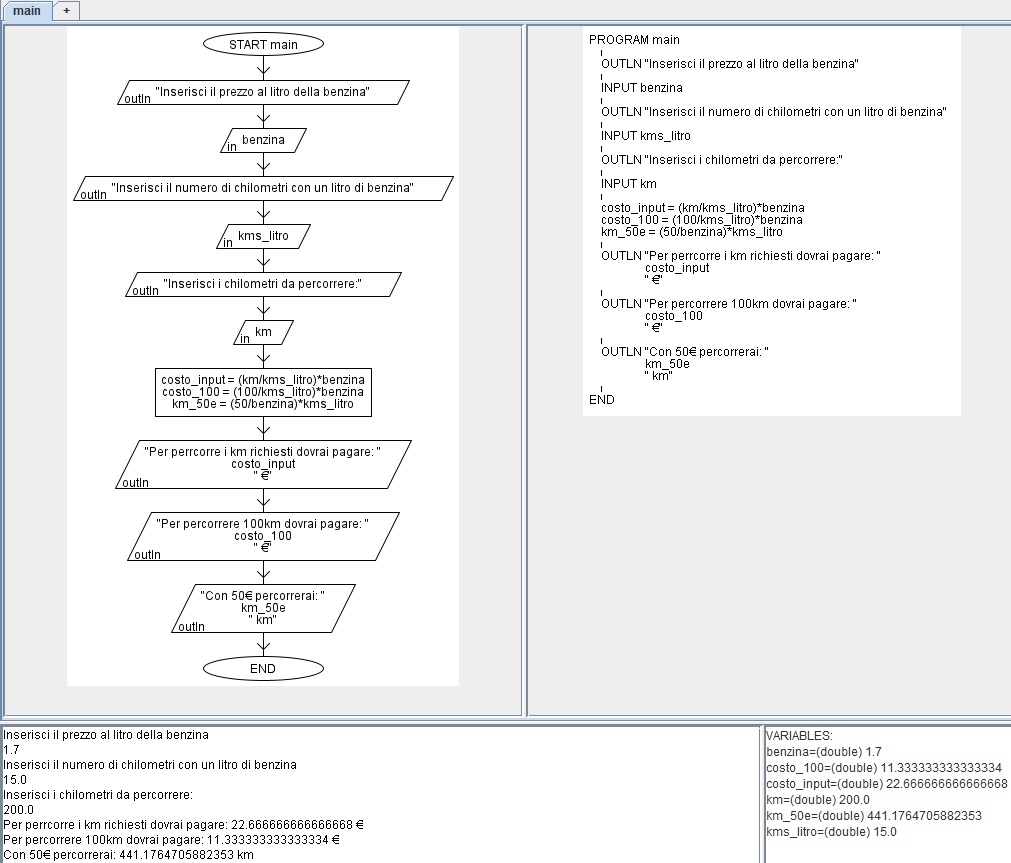 main
+
START main
outln "Inserisci il prezzo al litro della benzina"
in benzina
outln "Inserisci il numero di chilometri con un litro di benzina"
in kms_litro
outln "Inserisci i chilometri da percorrere:"
in km
costo_input = (km/kms_litro)*benzina
costo_100 = (100/kms_litro)*benzina
km_50e = (50/benzina)*kms_litro
"Per perrcorre i km richiesti dovrai pagare: "
costo_input
" €"
outln
"Per percorrere 100km dovrai pagare: "
costo_100
" €"
outln
"Con 50€ percorrerai: "
km_50e
" km"
outln
END
PROGRAM main
OUTLN "Inserisci il prezzo al litro della benzina"
INPUT benzina
OUTLN "Inserisci il numero di chilometri con un litro di benzina"
INPUT kms_litro
OUTLN "Inserisci i chilometri da percorrere:"
INPUT km
costo_input = (km/kms_litro)*benzina
costo_100 = (100/kms_litro)*benzina
km_50e = (50/benzina)*kms_litro
OUTLN "Per perrcorre i km richiesti dovrai pagare: "
costo_input
" €"
OUTLN "Per percorrere 100km dovrai pagare: "
costo_100
" €"
OUTLN "Con 50€ percorrerai: "
km_50e
" km"
END
Inserisci il prezzo al litro della benzina
1.7
Inserisci il numero di chilometri con un litro di benzina
15.0
Inserisci i chilometri da percorrere:
200.0
Per perrcorre i km richiesti dovrai pagare: 22.666666666666668 €
Per percorrere 100km dovrai pagare: 11.333333333333334 €
Con 50€ percorrerai: 441.1764705882353 km
VARIABLES:
benzina=(double) 1.7
costo_100=(double) 11.333333333333334
costo_input=(double) 22.666666666666668
km=(double) 200.0
km_50e=(double) 441.1764705882353
kms_litro=(double) 15.0